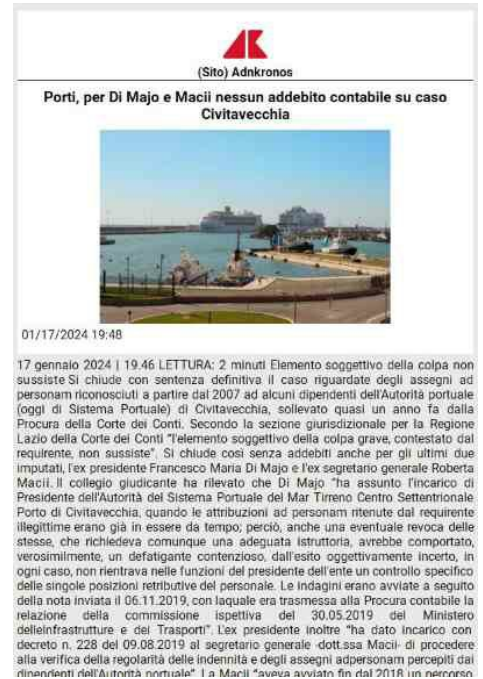 (Sito) Adnkronos
Porti, per Di Majo e Macii nessun addebito contabile su caso
Civitavecchia
01/17/2024 19:48
17 gennaio 2024 | 19.46 LETTURA: 2 minuti Elemento soggettivo della colpa non
sussiste Si chiude con sentenza definitiva il caso riguardate degli assegni ad
personam riconosciuti a partire dal 2007 ad alcuni dipendenti dell'Autorità portuale
(oggi di Sistema Portuale) di Civitavecchia, sollevato quasi un anno fa dalla
Procura della Corte dei Conti. Secondo la sezione giurisdizionale per la Regione
Lazio della Corte dei Conti "l'elemento soggettivo della colpa grave, contestato dal
requirente, non sussiste". Si chiude così senza addebiti anche per gli ultimi due
imputati, l'ex presidente Francesco Maria Di Majo e l'ex segretario generale Roberta
Macii. Il collegio giudicante ha rilevato che Di Majo "ha assunto l'incarico di
Presidente dell'Autorità del Sistema Portuale del Mar Tirreno Centro Settentrionale
Porto di Civitavecchia, quando le attribuzioni ad personam ritenute dal requirente
illegittime erano già in essere da tempo; perciò, anche una eventuale revoca delle
stesse, che richiedeva comunque una adeguata istruttoria, avrebbe comportato,
verosimilmente, un defatigante contenzioso, dall'esito oggettivamente incerto, in
ogni caso, non rientrava nelle funzioni del presidente dell'ente un controllo specifico
delle singole posizioni retributive del personale. Le indagini erano avviate a seguito
della nota inviata il 06.11.2019, con laquale era trasmessa alla Procura contabile la
relazione della commissione ispettiva del 30.05.2019 del Ministero
delleinfrastrutture e dei Trasporti". L'ex presidente inoltre "ha dato incarico con
decreto n. 228 del 09.08.2019 al segretario generale -dott.ssa Macii- di procedere
alla verifica della regolarità delle indennità e degli assegni adpersonam percepiti dai
dipendenti dell'Autorità portuale". La Macii "aveva avviato fin dal 2018 un percorso